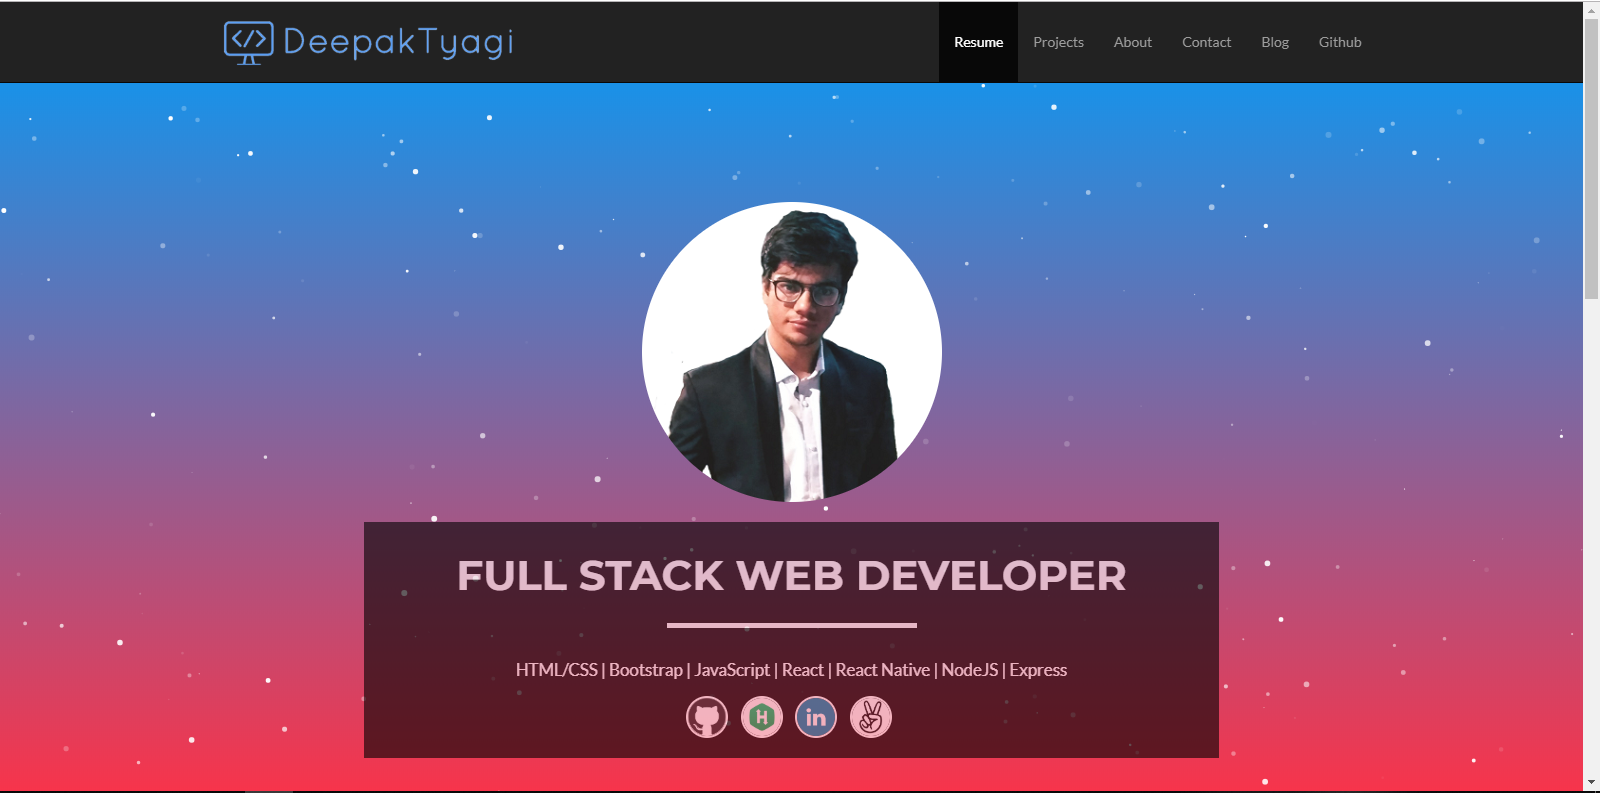 </> DeepakTyagi
Resume Projects About Contact Blog Github
FULL STACK WEB DEVELOPER
HTML/CSS | Bootstrap | JavaScript | React | React Native | NodeJS | Express
H in